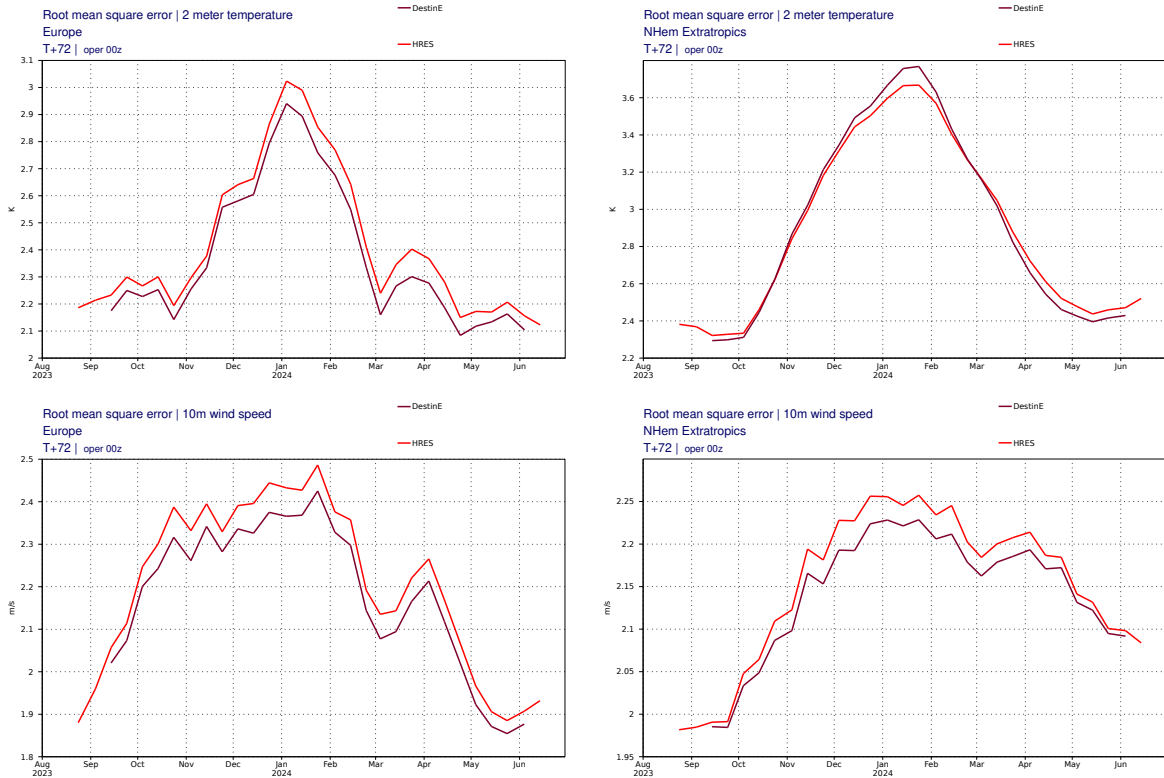 Root mean square error | 2 meter temperature
Europe
T+72 | oper 00z
DestinE
HRES
3.1
3
2.9
2.8
2.7
2.6
2.5
2.4
2.3
2.2
2.1
2
K
Aug Sep Oct Nov Dec Jan Feb Mar Apr May Jun
2023 2024
Root mean square error | 2 meter temperature
NHem Extratropics
T+72 | oper 00z
DestinE
HRES
3.6
3.4
3.2
3
2.8
2.6
2.4
2.2
K
Aug Sep Oct Nov Dec Jan Feb Mar Apr May Jun
2023 2024
Root mean square error | 10m wind speed
Europe
T+72 | oper 00z
DestinE
HRES
2.5
2.4
2.3
2.2
2.1
2
1.9
1.8
m/s
Aug Sep Oct Nov Dec Jan Feb Mar Apr May Jun
2023 2024
Root mean square error | 10m wind speed
NHem Extratropics
T+72 | oper 00z
DestinE
HRES
2.25
2.2
2.15
2.1
2.05
2
1.95
m/s
Aug Sep Oct Nov Dec Jan Feb Mar Apr May Jun
2023 2024